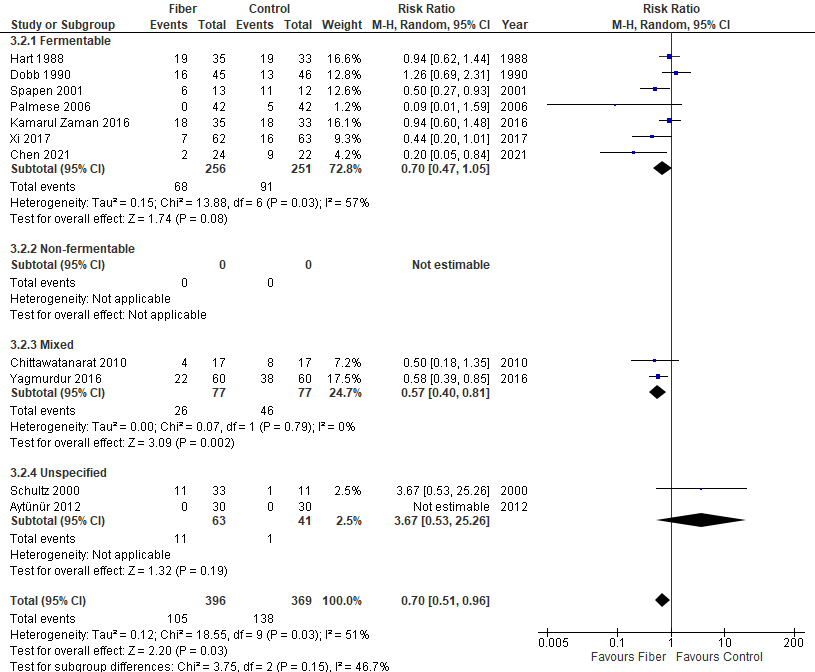 Fiber Control Risk Ratio Risk Ratio
Study or Subgroup Events Total Events Total Weight M-H, Random, 95% CI Year M-H, Random, 95% CI
3.2.1 Fermentable
Hart 1988 19 35 19 33 16.6% 0.94 [0.62, 1.44] 1988
Dobb 1990 16 45 13 46 12.8% 1.26 [0.69, 2.31] 1990
Spapen 2001 6 13 11 12 14.3% 0.50 [0.27, 0.93] 2001
Palmese 2006 0 42 5 42 1.2% 0.09 [0.01, 1.59] 2006
Kamarul Zaman 2016 18 35 18 33 15.6% 0.94 [0.60, 1.48] 2016
Xi 2017 7 62 16 63 9.3% 0.44 [0.20, 1.01] 2017
Chen 2021 2 24 9 22 4.2% 0.20 [0.05, 0.84] 2021
Subtotal (95% CI) 256 251 72.8% 0.70 [0.47, 1.05]
Total events 68 91
Heterogeneity: Tau² = 0.15; Chi² = 13.88, df = 6 (P = 0.03); I² = 57%
Test for overall effect: Z = 1.74 (P = 0.08)
3.2.2 Non-fermentable
Subtotal (95% CI) 0 0 Not estimable
Total events 0 0
Heterogeneity: Not applicable
Test for overall effect: Not applicable
3.2.3 Mixed
Chittawatanarat 2010 4 17 8 17 7.2% 0.50 [0.18, 1.35] 2010
Yagmurdur 2016 22 60 38 60 17.5% 0.58 [0.39, 0.85] 2016
Subtotal (95% CI) 77 77 24.7% 0.57 [0.40, 0.81]
Total events 26 46
Heterogeneity: Tau² = 0.00; Chi² = 0.07, df = 1 (P = 0.79); I² = 0%
Test for overall effect: Z = 3.09 (P = 0.002)
3.2.4 Unspecified
Schultz 2000 11 33 1 11 2.5% 3.67 [0.53, 25.26] 2000
Aytünür 2012 0 30 0 30 Not estimable 2012
Subtotal (95% CI) 63 41 2.5% 3.67 [0.53, 25.26]
Total events 11 1
Heterogeneity: Not applicable
Test for overall effect: Z = 1.32 (P = 0.19)
Total (95% CI) 396 369 100.0% 0.70 [0.51, 0.96]
Total events 105 138
Heterogeneity: Tau² = 0.12; Chi² = 18.55, df = 9 (P = 0.03); I² = 51%
Test for overall effect: Z = 2.20 (P = 0.03)
Test for subgroup differences: Chi² = 3.75, df = 2 (P = 0.15), I² = 46.7%
0.005 0.1 1 10 200
Favours Fiber Favours Control